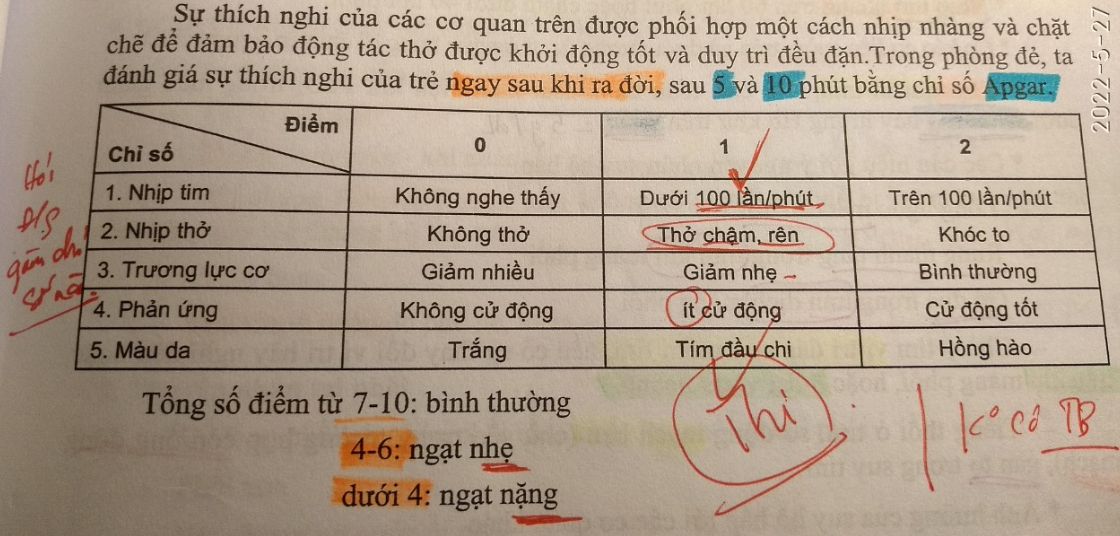 Sự thích nghi của các cơ quan trên được phối hợp một cách nhịp nhàng và chặt
chẽ để đảm bảo động tác thở được khởi động tốt và duy trì đều đặn.Trong phòng đẻ, ta
đánh giá sự thích nghi của trẻ ngay sau khi ra đời, sau 5 và 10 phút bằng chỉ số Apgar.
2022-5-27
Điểm
Chỉ số 0 1 2
1. Nhịp tim Không nghe thấy Dưới 100 lần/phút Trên 100 lần/phút
2. Nhịp thở Không thở Thở chậm, rên Khóc to
3. Trương lực cơ Giảm nhiều Giảm nhẹ Bình thường
4. Phản ứng Không cử động ít cử động Cử động tốt
5. Màu da Trắng Tím đầu chi Hồng hào
Hỏi
Tổng số điểm từ 7-10: bình thường
4-6: ngạt nhẹ
dưới 4: ngạt nặng
Thi
K° có TB